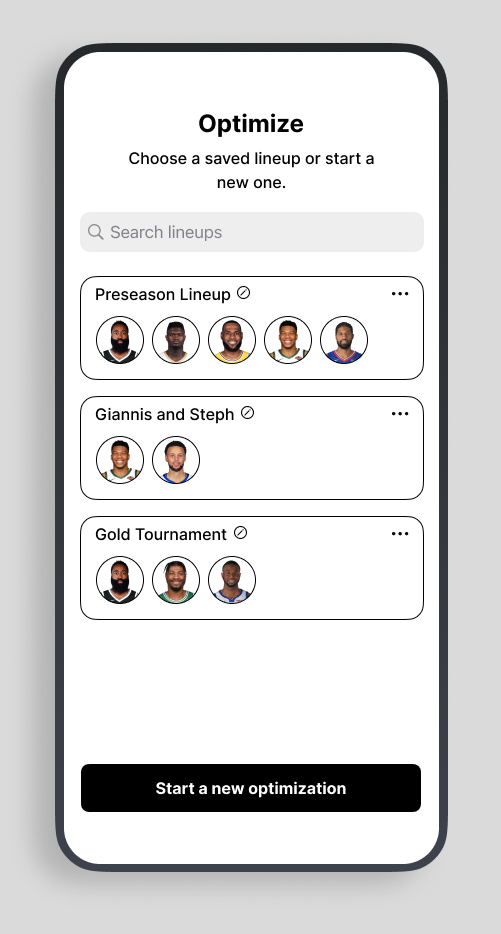 Optimize
Choose a saved lineup or start a
new one.
Search lineups
Preseason Lineup
Giannis and Steph
Gold Tournament
Start a new optimization